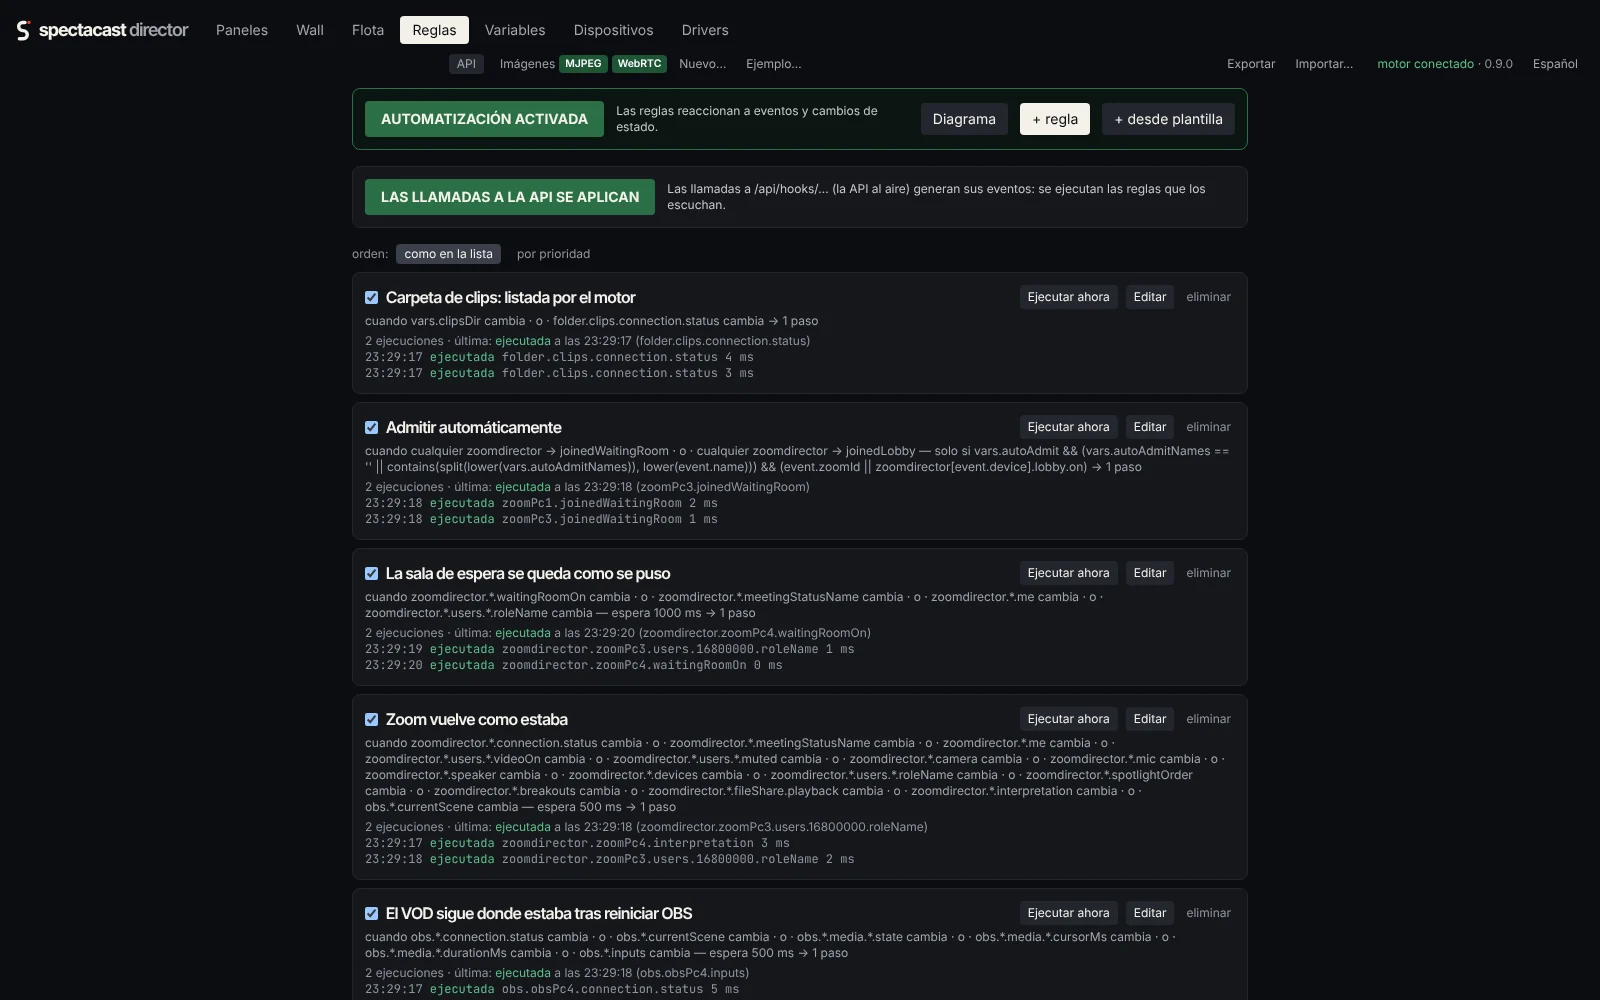 spectacast director Paneles Wall Flota Reglas Variables Dispositivos Drivers
API Imágenes MJPEG WebRTC Nuevo... Ejemplo... Exportar Importar... motor conectado · 0.9.0 Español
AUTOMATIZACIÓN ACTIVADA Las reglas reaccionan a eventos y cambios de
estado. Diagrama + regla + desde plantilla
LAS LLAMADAS A LA API SE APLICAN Las llamadas a /api/hooks/... (la API al aire) generan sus eventos: se ejecutan las reglas que los
escuchan.
orden: como en la lista por prioridad
Carpeta de clips: listada por el motor Ejecutar ahora Editar eliminar
cuando vars.clipsDir cambia · o · folder.clips.connection.status cambia → 1 paso
2 ejecuciones · última: ejecutada a las 23:29:17 (folder.clips.connection.status)
23:29:17 ejecutada folder.clips.connection.status 4 ms
23:29:17 ejecutada folder.clips.connection.status 3 ms
Admitir automáticamente Ejecutar ahora Editar eliminar
cuando cualquier zoomdirector → joinedWaitingRoom · o · cualquier zoomdirector → joinedLobby — solo si vars.autoAdmit && (vars.autoAdmitNames ==
'' || contains(split(lower(vars.autoAdmitNames)), lower(event.name))) && (event.zoomId || zoomdirector[event.device].lobby.on) → 1 paso
2 ejecuciones · última: ejecutada a las 23:29:18 (zoomPc3.joinedWaitingRoom)
23:29:18 ejecutada zoomPc1.joinedWaitingRoom 2 ms
23:29:18 ejecutada zoomPc3.joinedWaitingRoom 1 ms
La sala de espera se queda como se puso Ejecutar ahora Editar eliminar
cuando zoomdirector.*.waitingRoomOn cambia · o · zoomdirector.*.meetingStatusName cambia · o · zoomdirector.*.me cambia · o ·
zoomdirector.*.users.*.roleName cambia — espera 1000 ms → 1 paso
2 ejecuciones · última: ejecutada a las 23:29:20 (zoomdirector.zoomPc4.waitingRoomOn)
23:29:19 ejecutada zoomdirector.zoomPc3.users.16800000.roleName 1 ms
23:29:20 ejecutada zoomdirector.zoomPc4.waitingRoomOn 0 ms
Zoom vuelve como estaba Ejecutar ahora Editar eliminar
cuando zoomdirector.*.connection.status cambia · o · zoomdirector.*.meetingStatusName cambia · o · zoomdirector.*.me cambia · o ·
zoomdirector.*.users.*.videoOn cambia · o · zoomdirector.*.users.*.muted cambia · o · zoomdirector.*.camera cambia · o · zoomdirector.*.mic cambia · o ·
zoomdirector.*.speaker cambia · o · zoomdirector.*.devices cambia · o · zoomdirector.*.users.*.roleName cambia · o · zoomdirector.*.spotlightOrder
cambia · o · zoomdirector.*.breakouts cambia · o · zoomdirector.*.fileShare.playback cambia · o · zoomdirector.*.interpretation cambia · o ·
obs.*.currentScene cambia — espera 500 ms → 1 paso
2 ejecuciones · última: ejecutada a las 23:29:18 (zoomdirector.zoomPc3.users.16800000.roleName)
23:29:17 ejecutada zoomdirector.zoomPc4.interpretation 3 ms
23:29:18 ejecutada zoomdirector.zoomPc3.users.16800000.roleName 2 ms
El VOD sigue donde estaba tras reiniciar OBS Ejecutar ahora Editar eliminar
cuando obs.*.connection.status cambia · o · obs.*.currentScene cambia · o · obs.*.media.*.state cambia · o · obs.*.media.*.cursorMs cambia · o ·
obs.*.media.*.durationMs cambia · o · obs.*.inputs cambia — espera 500 ms → 1 paso
2 ejecuciones · última: ejecutada a las 23:29:18 (obs.obsPc4.inputs)
23:29:17 ejecutada obs.obsPc4.connection.status 5 ms